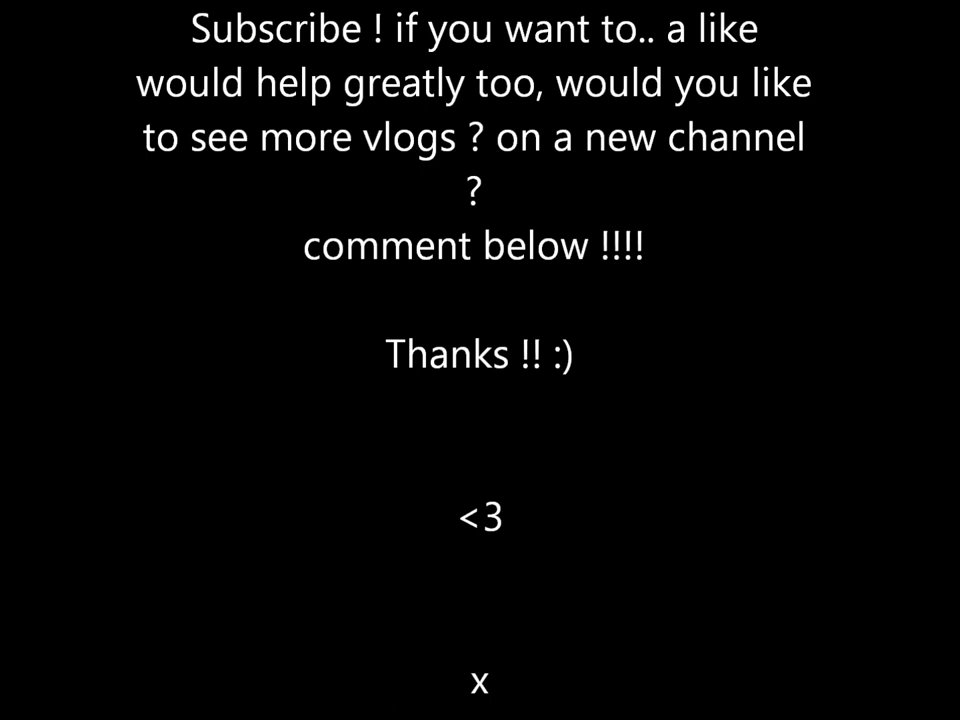 Subscribe ! if you want to.. a like
would help greatly too, would you like
to see more vlogs ? on a new channel
?
comment below !!!!
Thanks !! :)
<3
x